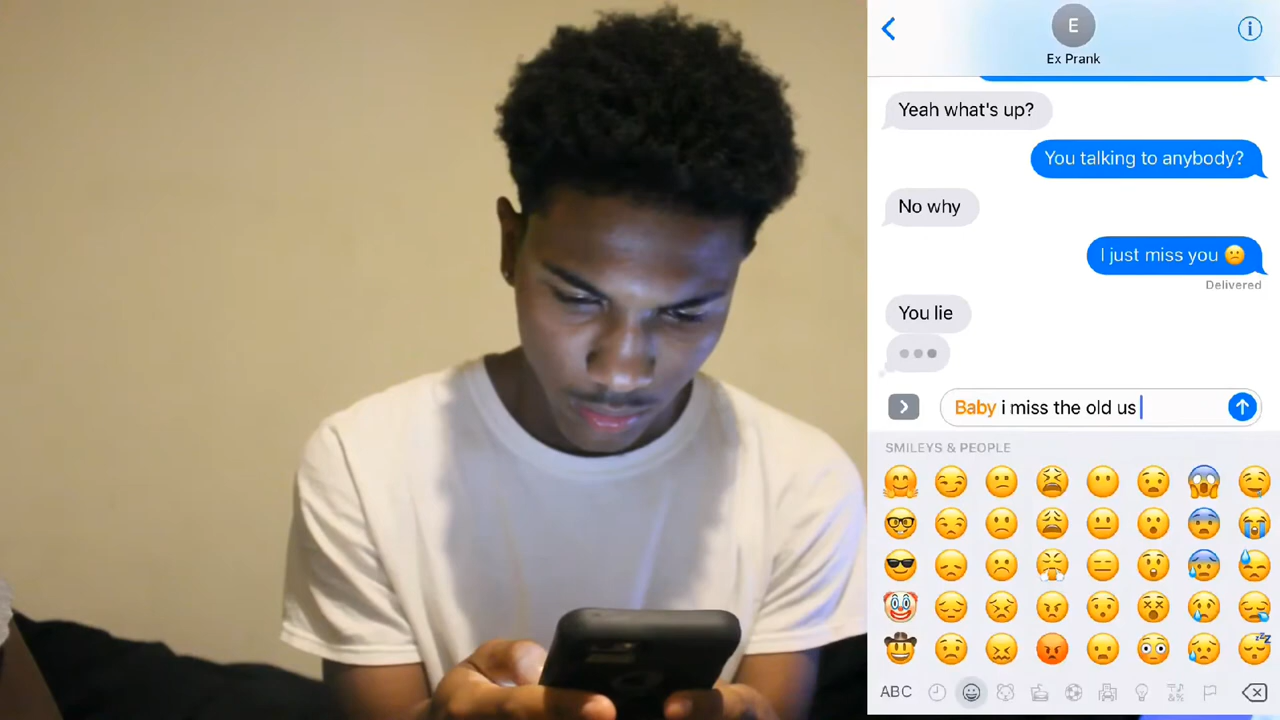 E
Ex Prank
Yeah what's up?
You talking to anybody?
No why
I just miss you 😕
Delivered
You lie
Baby i miss the old us
SMILEYS & PEOPLE
ABC